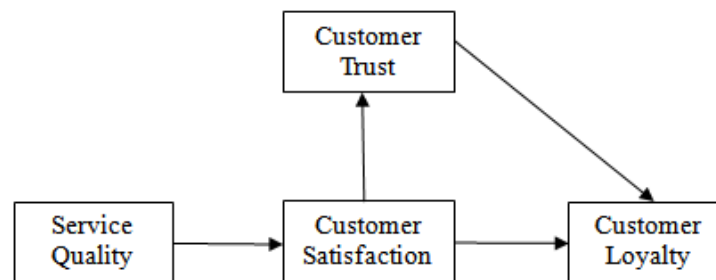 Customer
Trust
Service
Quality
Customer
Satisfaction
Customer
Loyalty